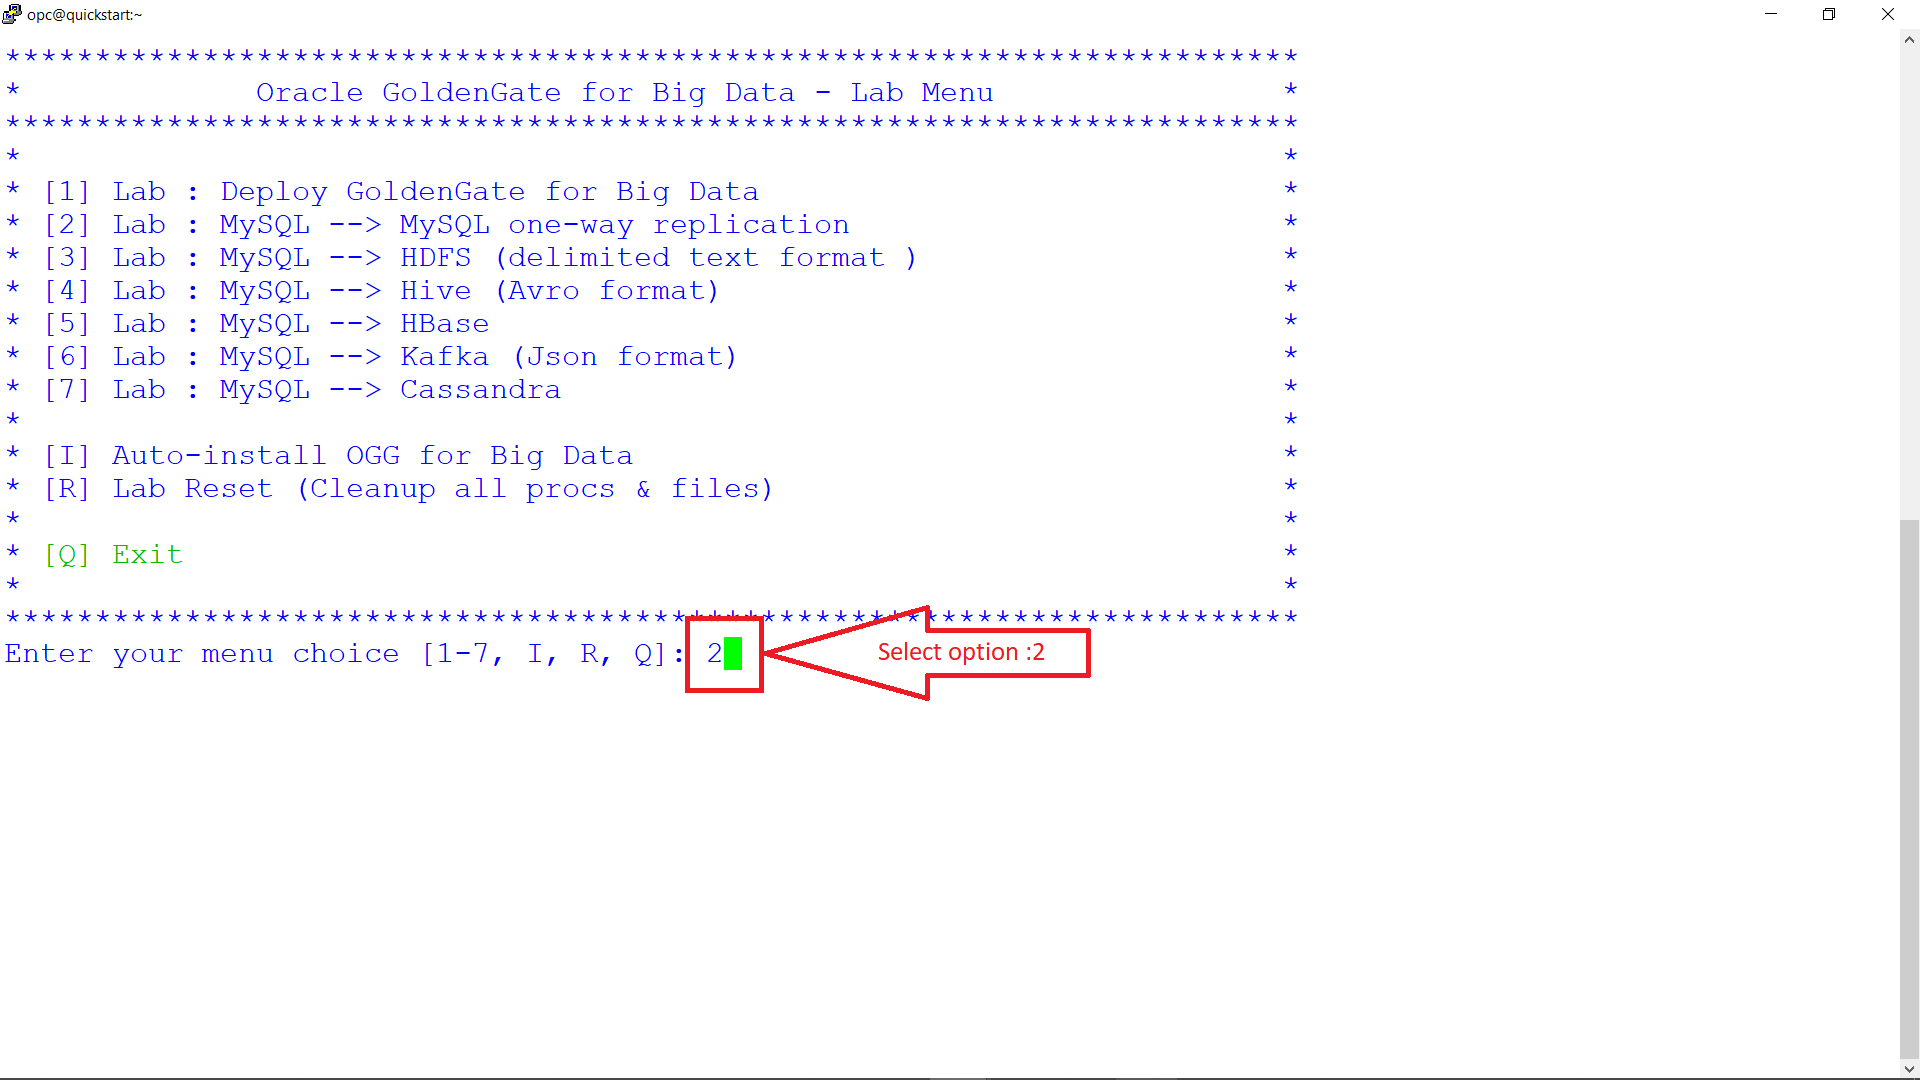 opc@quickstart:~
************************************************************************
* Oracle GoldenGate for Big Data - Lab Menu *
************************************************************************
* *
* [1] Lab : Deploy GoldenGate for Big Data *
* [2] Lab : MySQL --> MySQL one-way replication *
* [3] Lab : MySQL --> HDFS (delimited text format ) *
* [4] Lab : MySQL --> Hive (Avro format) *
* [5] Lab : MySQL --> HBase *
* [6] Lab : MySQL --> Kafka (Json format) *
* [7] Lab : MySQL --> Cassandra *
* *
* [I] Auto-install OGG for Big Data *
* [R] Lab Reset (Cleanup all procs & files) *
* *
* [Q] Exit *
* *
************************************************************************
Enter your menu choice [1-7, I, R, Q]: 2
Select option :2